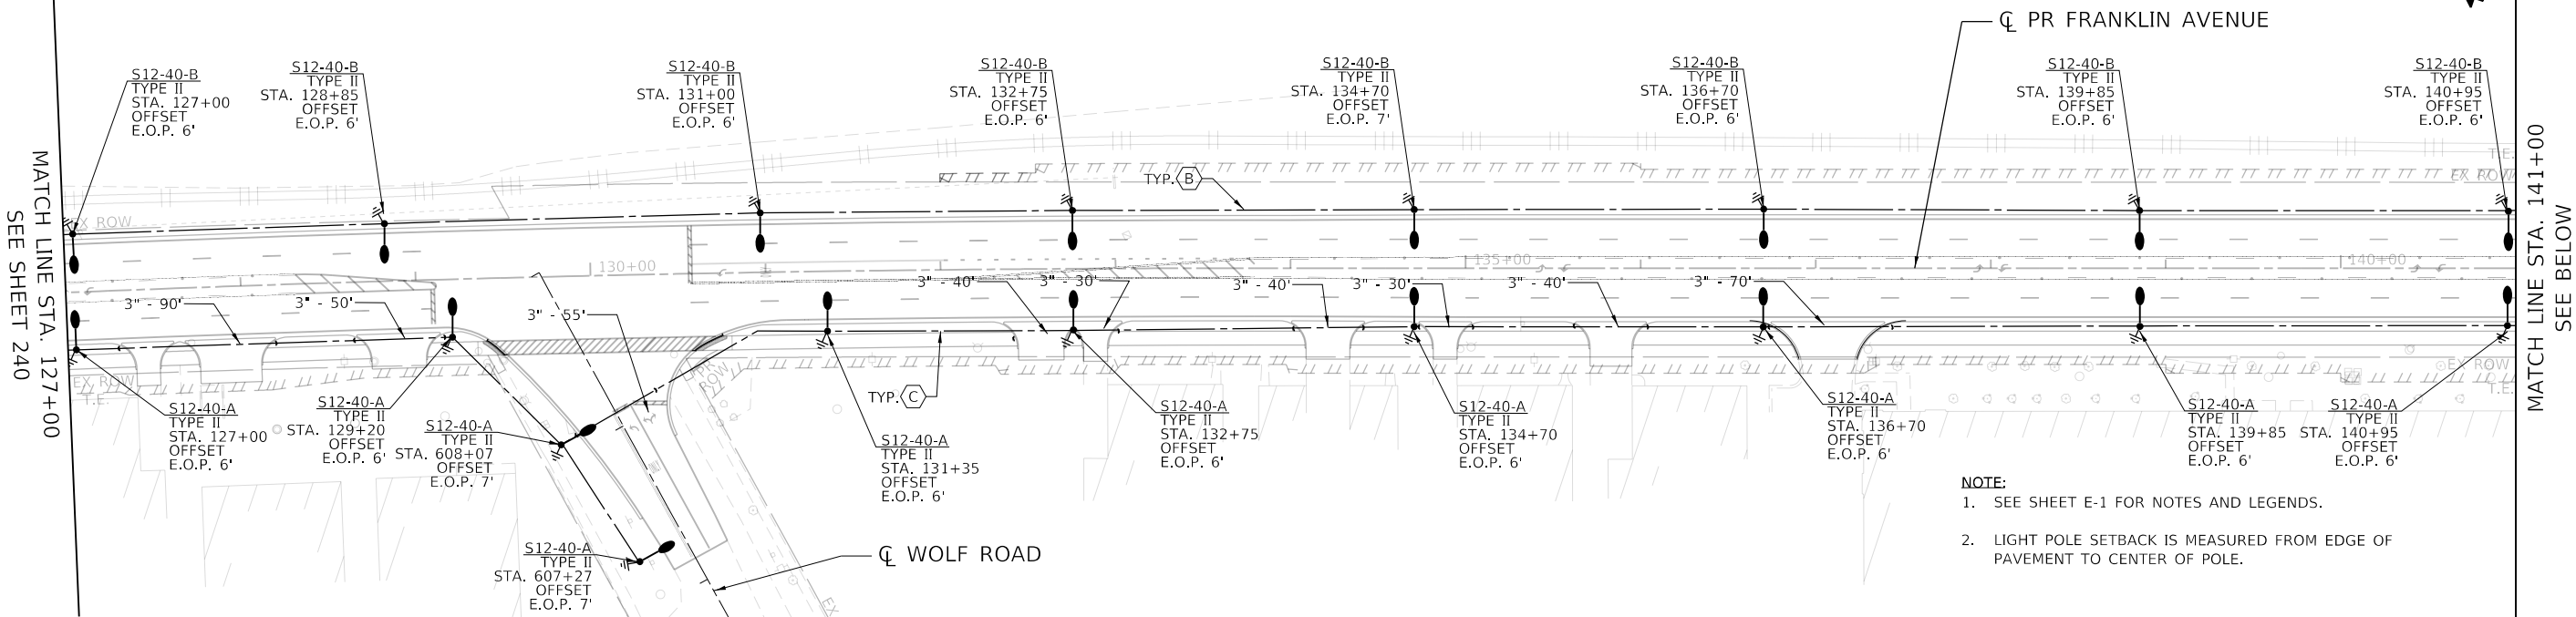 ℄ PR FRANKLIN AVENUE
S12-40-B
TYPE II
STA. 127+00
OFFSET
E.O.P. 6'
S12-40-B
TYPE II
STA. 128+85
OFFSET
E.O.P. 6'
S12-40-B
TYPE II
STA. 131+00
OFFSET
E.O.P. 6'
S12-40-B
TYPE II
STA. 132+75
OFFSET
E.O.P. 6'
S12-40-B
TYPE II
STA. 134+70
OFFSET
E.O.P. 7'
S12-40-B
TYPE II
STA. 136+70
OFFSET
E.O.P. 6'
S12-40-B
TYPE II
STA. 139+85
OFFSET
E.O.P. 6'
S12-40-B
TYPE II
STA. 140+95
OFFSET
E.O.P. 6'
MATCH LINE STA. 127+00
SEE SHEET 240
MATCH LINE STA. 141+00
SEE BELOW
T.E.
EX ROW
TYP. B
EX ROW
130+00
135+00
140+00
3" - 90'
3" - 50'
3" - 55'
3" - 40'
3" - 30'
3" - 40'
3" - 30'
3" - 40'
3" - 70'
EX ROW
T.E.
ROW
EX ROW
T.E.
TYP. C
S12-40-A
TYPE II
STA. 127+00
OFFSET
E.O.P. 6'
S12-40-A
TYPE II
STA. 129+20
OFFSET
E.O.P. 6'
S12-40-A
TYPE II
STA. 608+07
OFFSET
E.O.P. 7'
S12-40-A
TYPE II
STA. 131+35
OFFSET
E.O.P. 6'
S12-40-A
TYPE II
STA. 132+75
OFFSET
E.O.P. 6'
S12-40-A
TYPE II
STA. 134+70
OFFSET
E.O.P. 6'
S12-40-A
TYPE II
STA. 136+70
OFFSET
E.O.P. 6'
S12-40-A
TYPE II
STA. 139+85
OFFSET
E.O.P. 6'
S12-40-A
TYPE II
STA. 140+95
OFFSET
E.O.P. 6'
S12-40-A
TYPE II
STA. 607+27
OFFSET
E.O.P. 7'
℄ WOLF ROAD
EX
NOTE:
1. SEE SHEET E-1 FOR NOTES AND LEGENDS.
2. LIGHT POLE SETBACK IS MEASURED FROM EDGE OF
PAVEMENT TO CENTER OF POLE.